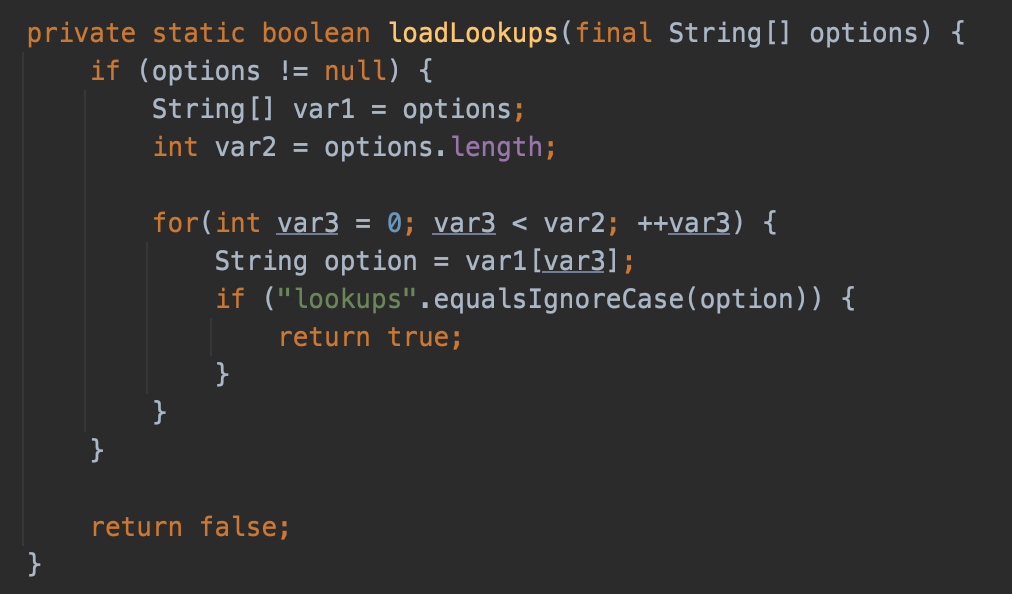 private static boolean loadLookups(final String[] options) {
    if (options != null) {
        String[] var1 = options;
        int var2 = options.length;

        for(int var3 = 0; var3 < var2; ++var3) {
            String option = var1[var3];
            if ("lookups".equalsIgnoreCase(option)) {
                return true;
            }
        }
    }

    return false;
}